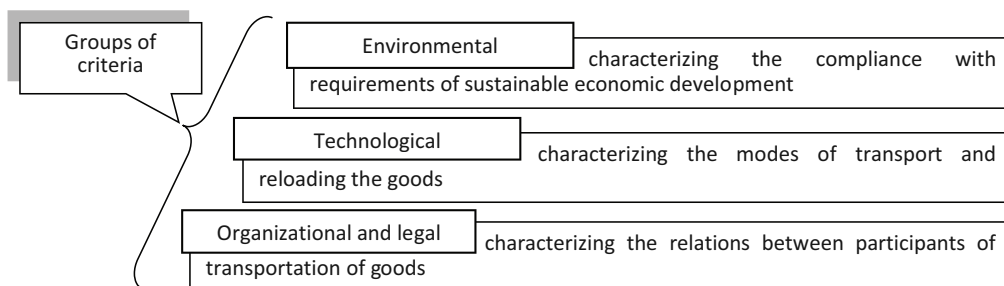 Groups of
criteria
Environmental
characterizing the compliance with
requirements of sustainable economic development
Technological
characterizing the modes of transport and
reloading the goods
Organizational and legal
characterizing the relations between participants of
transportation of goods